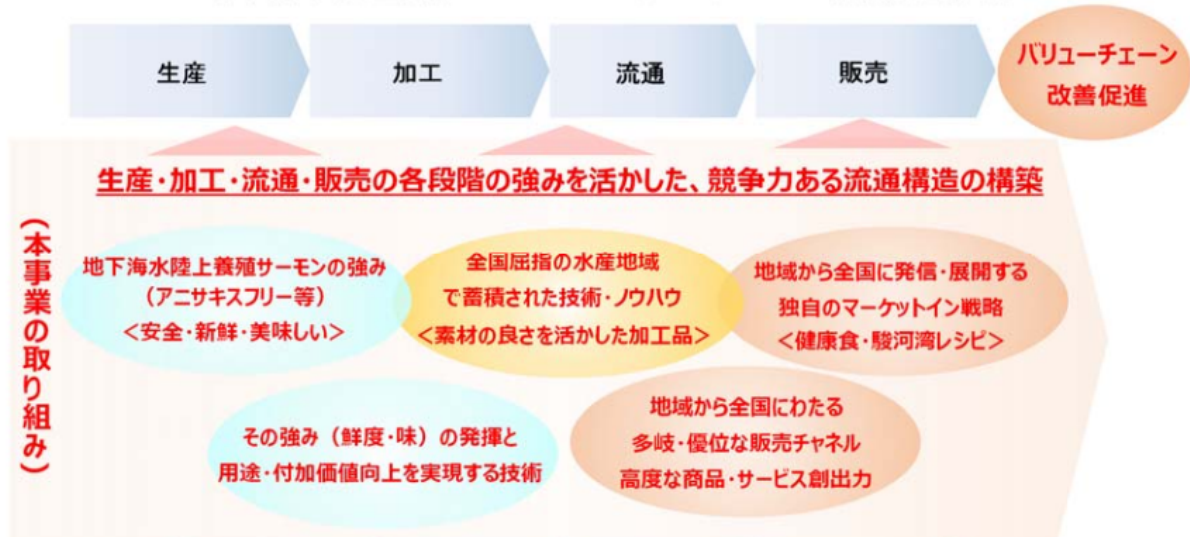 生産
加工
流通
販売
バリューチェーン
改善促進
生産・加工・流通・販売の各段階の強みを活かした、競争力ある流通構造の構築
(本事業の取り組み)
地下海水陸上養殖サーモンの強み
（アニサキスフリー等）
＜安全・新鮮・美味しい＞
全国屈指の水産地域
で蓄積された技術・ノウハウ
＜素材の良さを活かした加工品＞
地域から全国に発信・展開する
独自のマーケットイン戦略
＜健康食・駿河湾レシピ＞
その強み（鮮度・味）の発揮と
用途・付加価値向上を実現する技術
地域から全国にわたる
多岐・優位な販売チャネル
高度な商品・サービス創出力